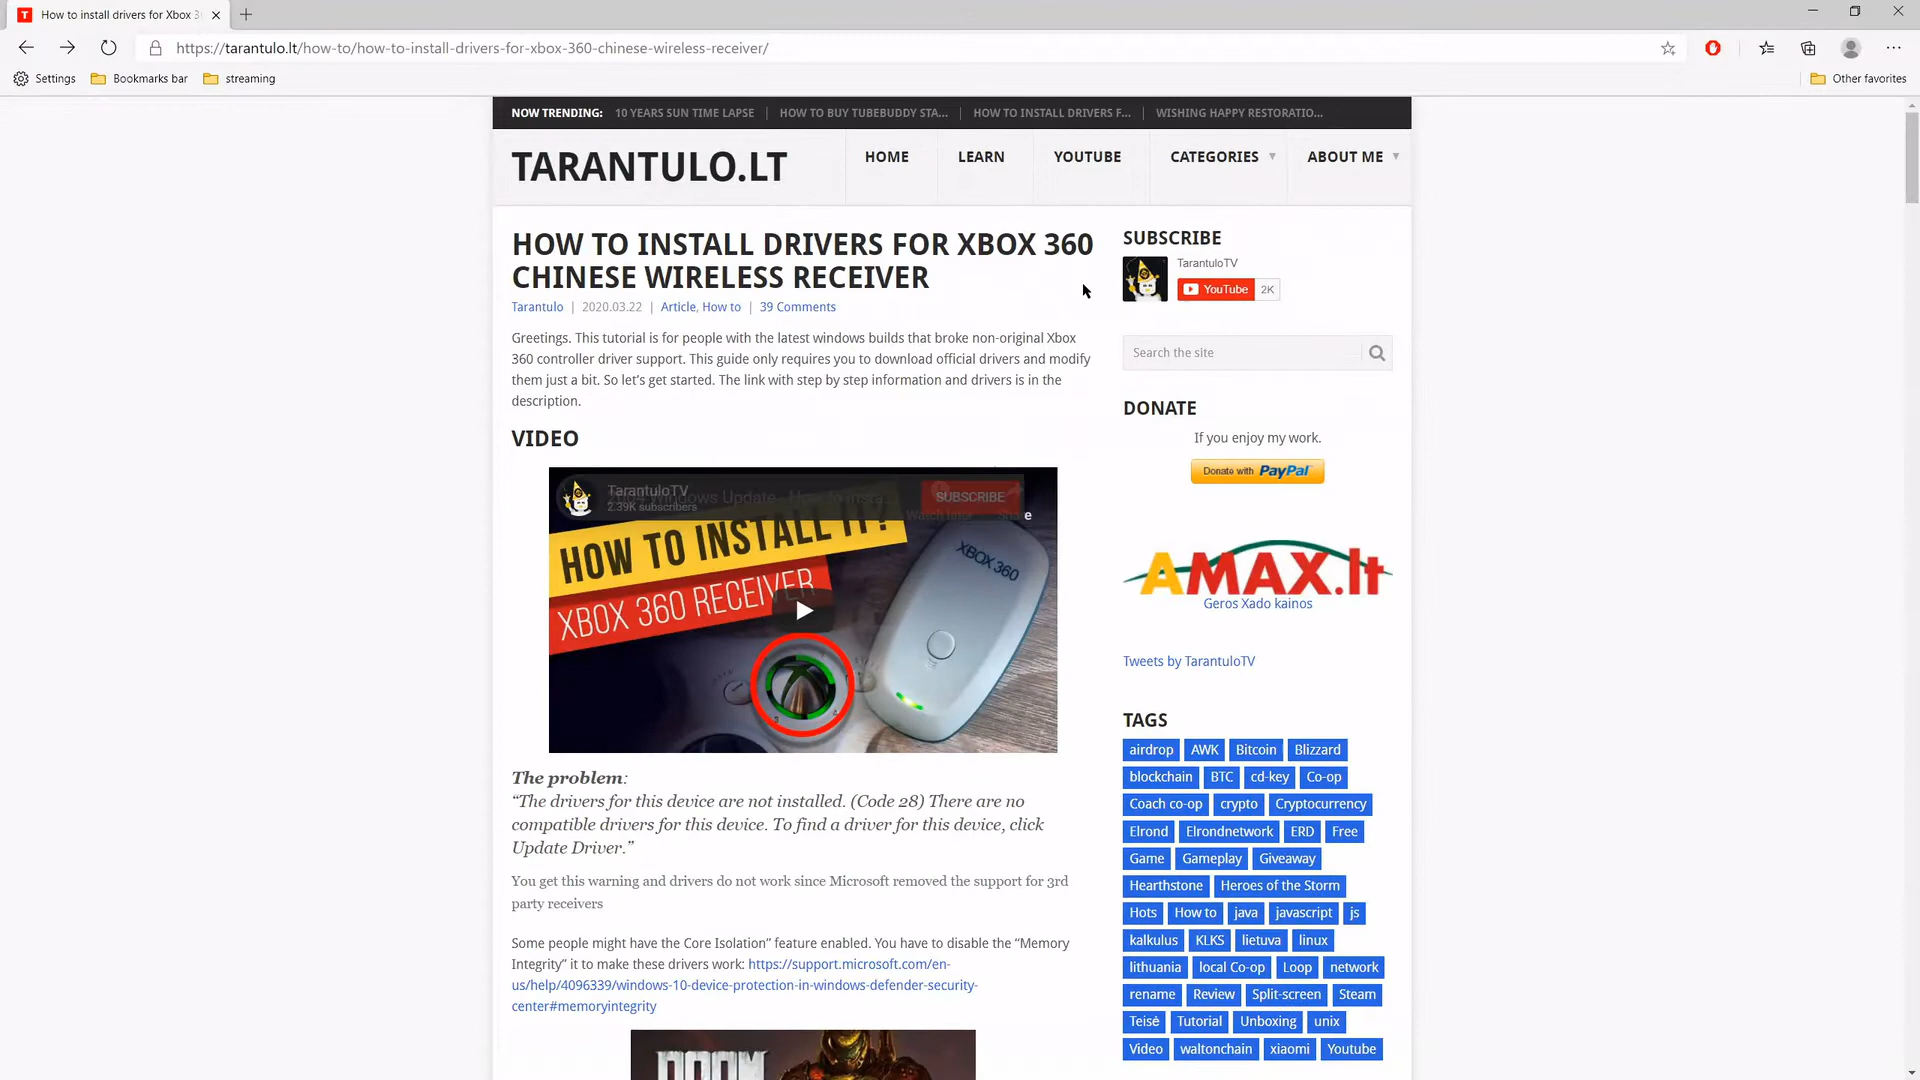 How to install drivers for Xbox 3
https://tarantulo.lt/how-to/how-to-install-drivers-for-xbox-360-chinese-wireless-receiver/
Settings
Bookmarks bar
streaming
Other favorites
NOW TRENDING: 10 YEARS SUN TIME LAPSE | HOW TO BUY TUBEBUDDY STA... | HOW TO INSTALL DRIVERS F... | WISHING HAPPY RESTORATIO...
TARANTULO.LT
HOME
LEARN
YOUTUBE
CATEGORIES
ABOUT ME
HOW TO INSTALL DRIVERS FOR XBOX 360
CHINESE WIRELESS RECEIVER
Tarantulo | 2020.03.22 | Article, How to | 39 Comments
Greetings. This tutorial is for people with the latest windows builds that broke non-original Xbox
360 controller driver support. This guide only requires you to download official drivers and modify
them just a bit. So let's get started. The link with step by step information and drivers is in the
description.
VIDEO
TarantuloTV
2.39K subscribers
SUBSCRIBE
HOW TO INSTALL IT?
XBOX 360 RECEIVER
XBOX 360
The problem:
“The drivers for this device are not installed. (Code 28) There are no
compatible drivers for this device. To find a driver for this device, click
Update Driver.”
You get this warning and drivers do not work since Microsoft removed the support for 3rd
party receivers
Some people might have the Core Isolation” feature enabled. You have to disable the “Memory
Integrity” it to make these drivers work: https://support.microsoft.com/en-
us/help/4096339/windows-10-device-protection-in-windows-defender-security-
center#memoryintegrity
DOOM
SUBSCRIBE
TarantuloTV
YouTube 2K
Search the site
DONATE
If you enjoy my work.
Donate with PayPal
AMAX.lt
Geros Xado kainos
Tweets by TarantuloTV
TAGS
airdrop AWK Bitcoin Blizzard
blockchain BTC cd-key Co-op
Coach co-op crypto Cryptocurrency
Elrond Elrondnetwork ERD Free
Game Gameplay Giveaway
Hearthstone Heroes of the Storm
Hots How to java javascript js
kalkulus KLKS lietuva linux
lithuania local Co-op Loop network
rename Review Split-screen Steam
Teisė Tutorial Unboxing unix
Video waltonchain xiaomi Youtube